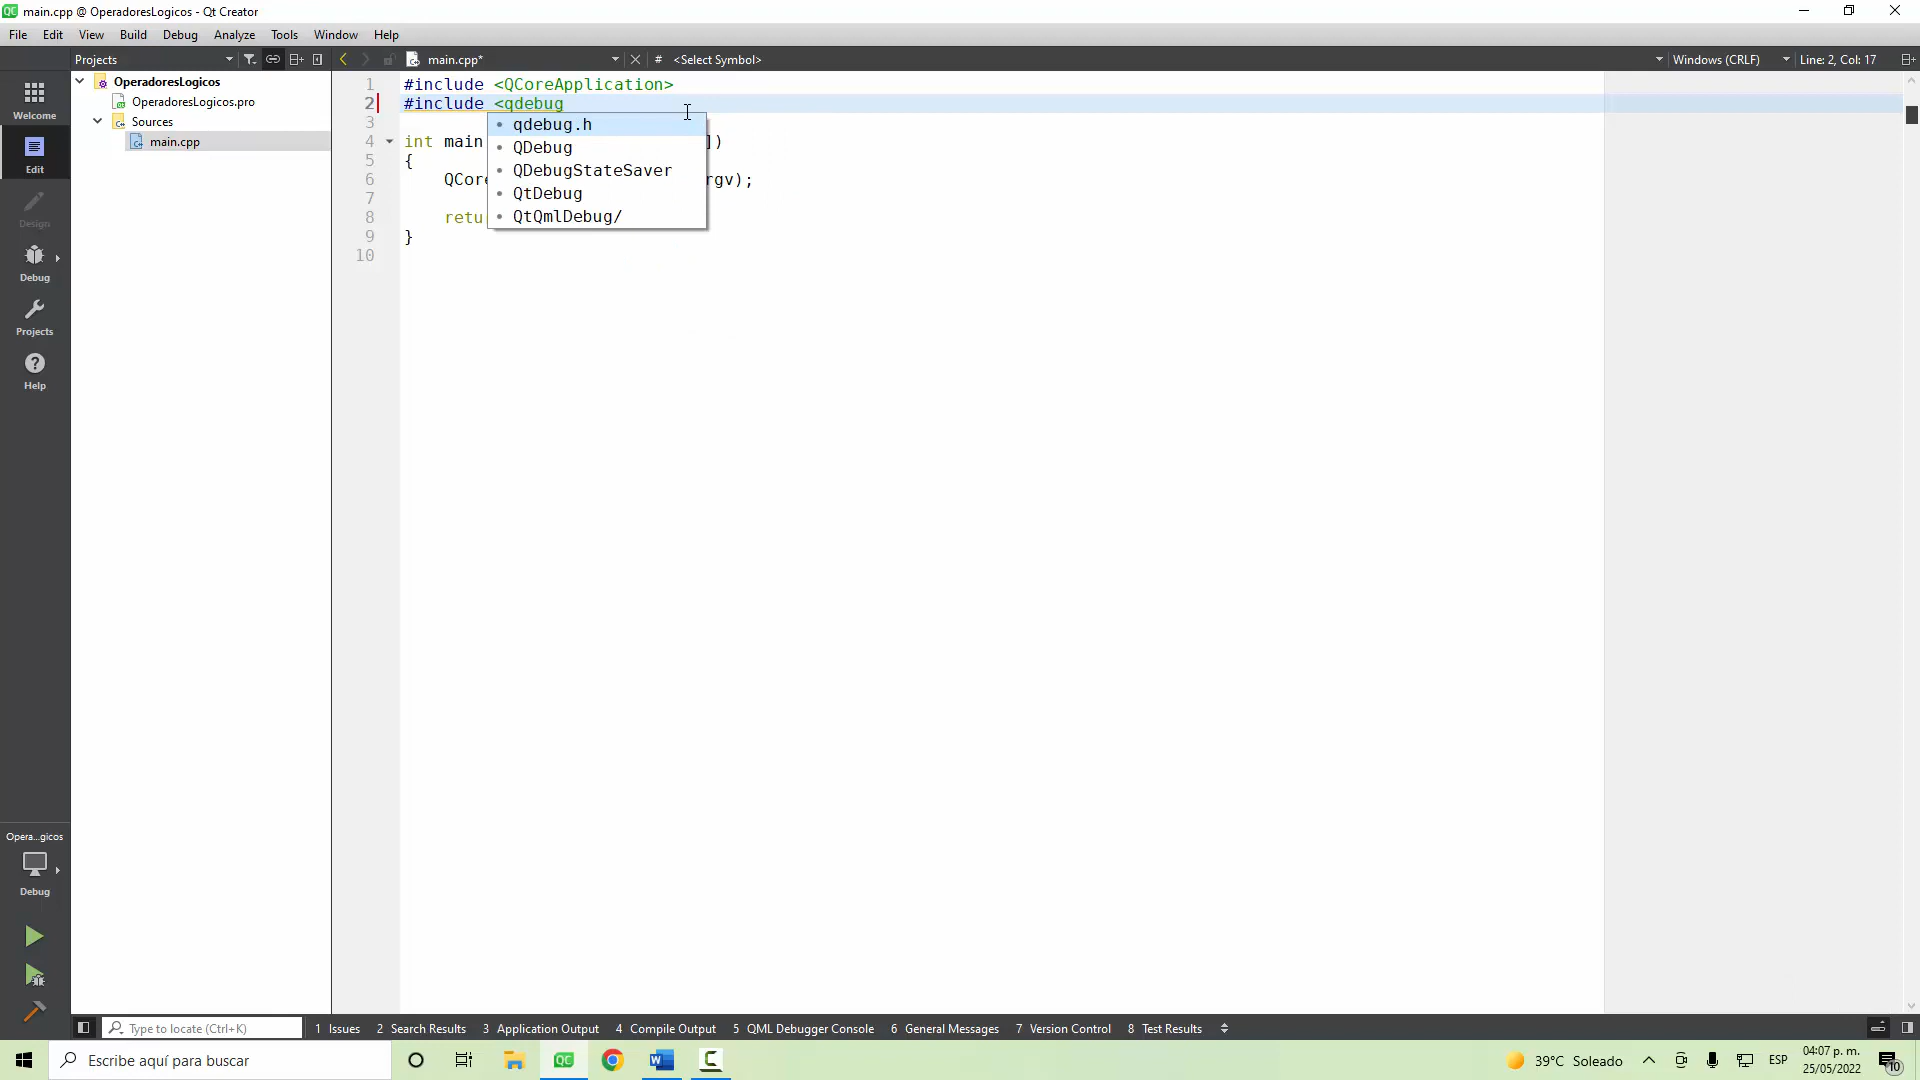 main.cpp @ OperadoresLogicos - Qt Creator
File Edit View Build Debug Analyze Tools Window Help
Projects
main.cpp*
# <Select Symbol>
Windows (CRLF)
Line: 2, Col: 17
Welcome
Edit
Design
Debug
Projects
Help
OperadoresLogicos
OperadoresLogicos.pro
Sources
main.cpp
1 #include <QCoreApplication>
2 #include <qdebug
3
4 int main ])
5 {
6 QCore rgv);
7
8 retu
9 }
10
qdebug.h
QDebug
QDebugStateSaver
QtDebug
QtQmlDebug/
Opera...gicos
Debug
Type to locate (Ctrl+K)
1 Issues 2 Search Results 3 Application Output 4 Compile Output 5 QML Debugger Console 6 General Messages 7 Version Control 8 Test Results
Escribe aquí para buscar
39°C Soleado
ESP
04:07 p. m.
25/05/2022
10